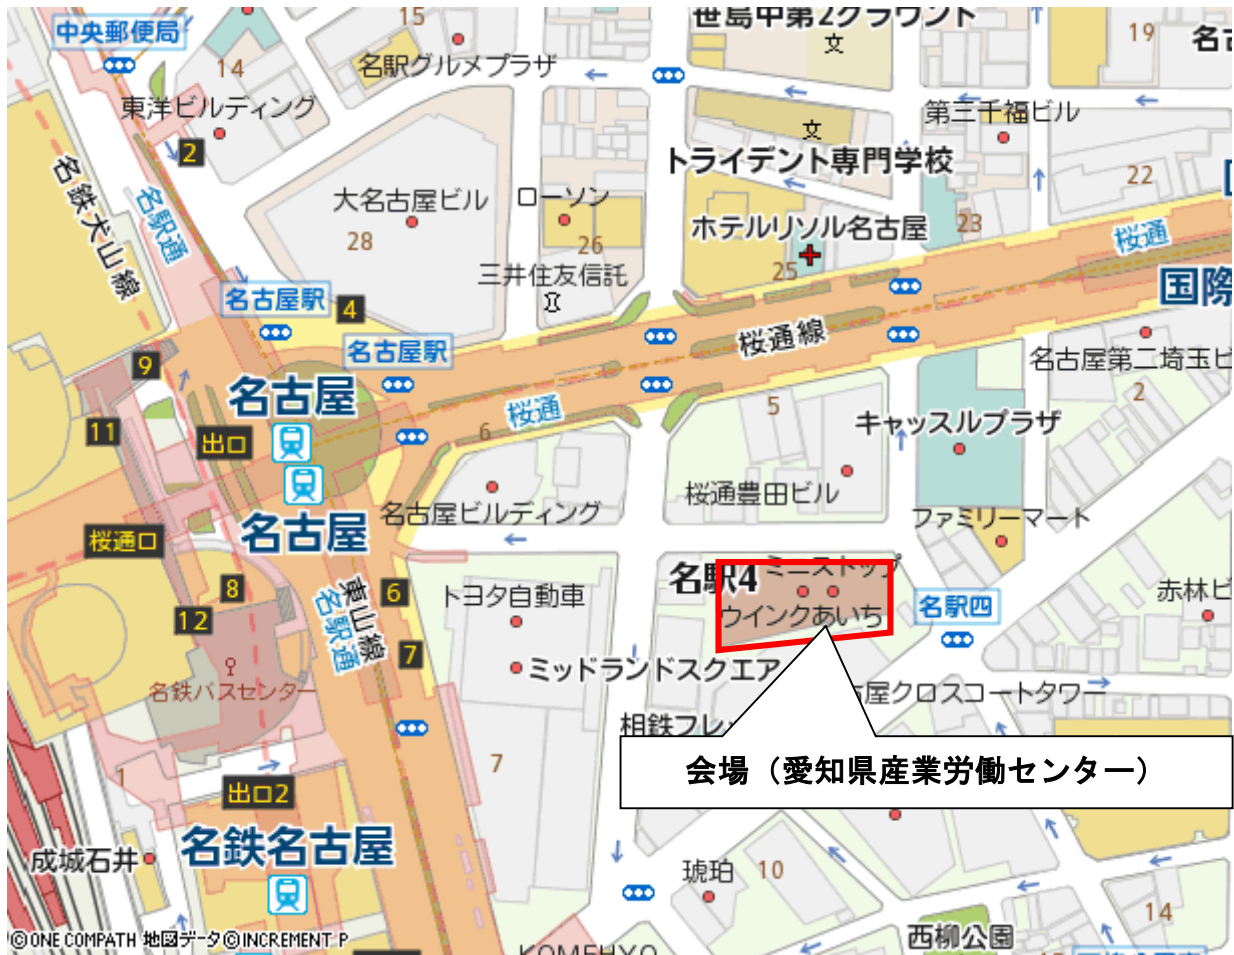 中央郵便局
15
笹島中第2グラウンド
文
19
14
名駅グルメプラザ
東洋ビルディング
第三千福ビル
文
2
トライデント専門学校
22
名鉄犬山線
名駅通
大名古屋ビル
ローソン
28
26
ホテルリソル名古屋
23
桜通
25
三井住友信託
名古屋駅
4
国際
名古屋駅
桜通線
9
名古屋第二埼玉ビ
名古屋
2
5
桜通
キャッスルプラザ
11
出口
6
桜通豊田ビル
名古屋ビルディング
名古屋
ファミリーマート
桜通口
名駅4
ミニストップ
8
6
トヨタ自動車
赤林ビ
東山線
名駅通
ウインクあいち
名駅四
12
7
ミッドランドスクエア
名鉄バスセンター
古屋クロスコートタワー
相鉄フレ
会場（愛知県産業労働センター）
7
1
出口2
名鉄名古屋
成城石井
琥珀
10
14
西柳公園
©ONE COMPATH 地図データ©INCREMENT P
KOMEHYO